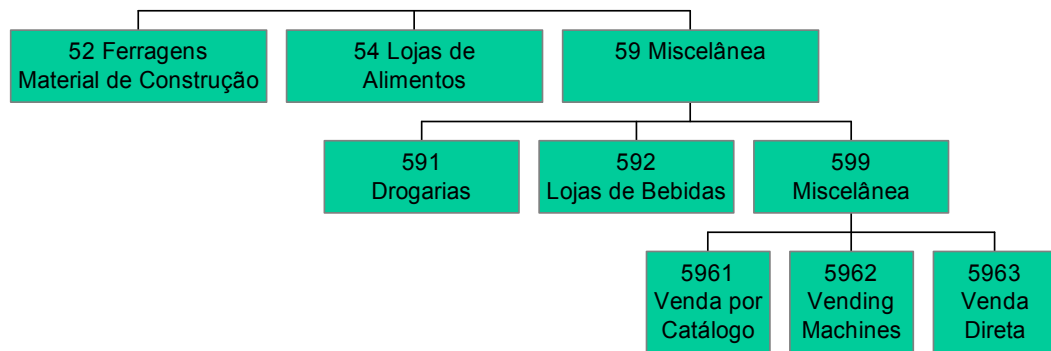 52 Ferragens
Material de Construção
54 Lojas de
Alimentos
59 Miscelânea
591
Drogarias
592
Lojas de Bebidas
599
Miscelânea
5961
Venda por
Catálogo
5962
Vending
Machines
5963
Venda
Direta